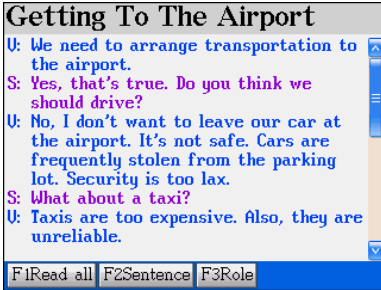 Getting To The Airport
V: We need to arrange transportation to
the airport.
S: Yes, that's true. Do you think we
should drive?
V: No, I don't want to leave our car at
the airport. It's not safe. Cars are
frequently stolen from the parking
lot. Security is too lax.
S: What about a taxi?
V: Taxis are too expensive. Also, they are
unreliable.
F1Read all F2Sentence F3Role